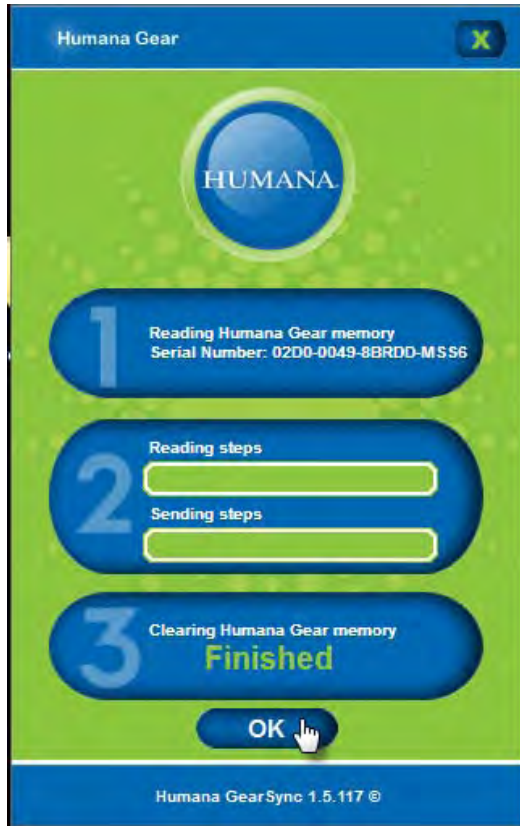 Humana Gear
X
HUMANA
1
Reading Humana Gear memory
Serial Number: 02D0-0049-8BRDD-MSS6
2
Reading steps
Sending steps
3
Clearing Humana Gear memory
Finished
OK
Humana GearSync 1.5.117 ©